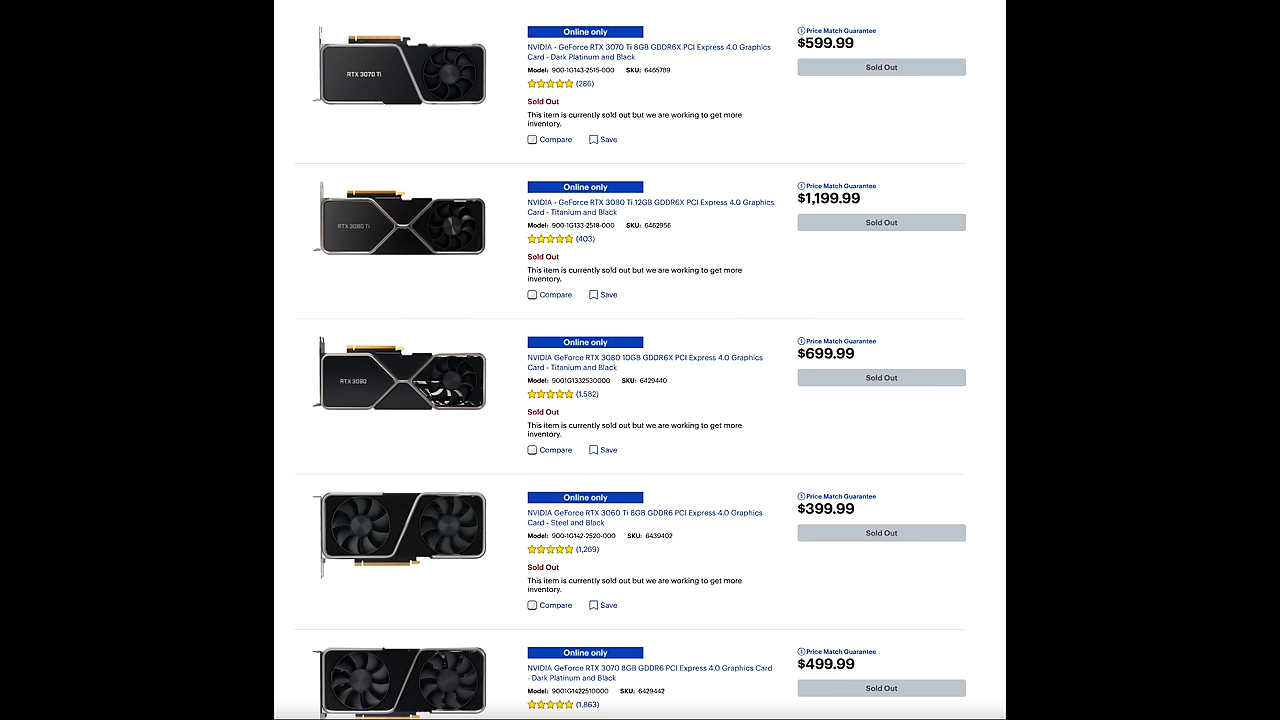 Online only
NVIDIA - GeForce RTX 3070 Ti 8GB GDDR6X PCI Express 4.0 Graphics
Card - Dark Platinum and Black
Model: 900-1G143-2515-000 SKU: 6465789
(286)
Sold Out
This item is currently sold out but we are working to get more
inventory.
Compare Save
Price Match Guarantee
$599.99
Sold Out
RTX 3070 Ti
Online only
NVIDIA - GeForce RTX 3080 Ti 12GB GDDR6X PCI Express 4.0 Graphics
Card - Titanium and Black
Model: 900-1G133-2518-000 SKU: 6462956
(403)
Sold Out
This item is currently sold out but we are working to get more
inventory.
Compare Save
Price Match Guarantee
$1,199.99
Sold Out
RTX 3080 Ti
Online only
NVIDIA GeForce RTX 3080 10GB GDDR6X PCI Express 4.0 Graphics
Card - Titanium and Black
Model: 9001G1332530000 SKU: 6429440
(1,582)
Sold Out
This item is currently sold out but we are working to get more
inventory.
Compare Save
Price Match Guarantee
$699.99
Sold Out
RTX 3080
Online only
NVIDIA GeForce RTX 3060 Ti 8GB GDDR6 PCI Express 4.0 Graphics
Card - Steel and Black
Model: 900-1G142-2520-000 SKU: 6439402
(1,269)
Sold Out
This item is currently sold out but we are working to get more
inventory.
Compare Save
Price Match Guarantee
$399.99
Sold Out
Online only
NVIDIA GeForce RTX 3070 8GB GDDR6 PCI Express 4.0 Graphics Card
- Dark Platinum and Black
Model: 9001G1422510000 SKU: 6429442
(1,863)
Price Match Guarantee
$499.99
Sold Out